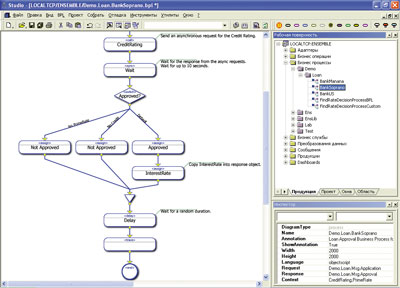 Studio - [LOCALTCP/ENSEMBLE/Demo.Loan.BankSoprano.bpl *]
Файл Правка Вид BPL Проект Собрать Отладка Инструменты Утилиты Окно ?
Send an asynchronous request for the Credit Rating.
CreditRating
Wait for the response from the async requests.
Wait for up to 10 seconds.
Wait
Approved?
Default
Not Approved
Not Approved
Approved
Copy InterestRate into response object.
InterestRate
Wait for a random duration.
Delay
Рабочая поверхность
LOCALTCP/ENSEMBLE
Адаптеры
Бизнес операции
Бизнес процессы
Demo
Loan
BankManana
BankSoprano
BankUS
FindRateDecisionProcessBPL
FindRateDecisionProcessCustom
Ens
EnsLib
Lab
Test
Бизнес службы
Преобразования данных
Сообщения
Продукции
Dashboards
Продукция Проект Окна Область
Инспектор
DiagramType process
Name Demo.Loan.BankSoprano
Annotation Loan Approval Business Process f
ShowAnnotation True
Width 2000
Height 2000
Language objectscript
Request Demo.Loan.Msg.Application
Response Demo.Loan.Msg.Approval
Context CreditRating,PrimeRate